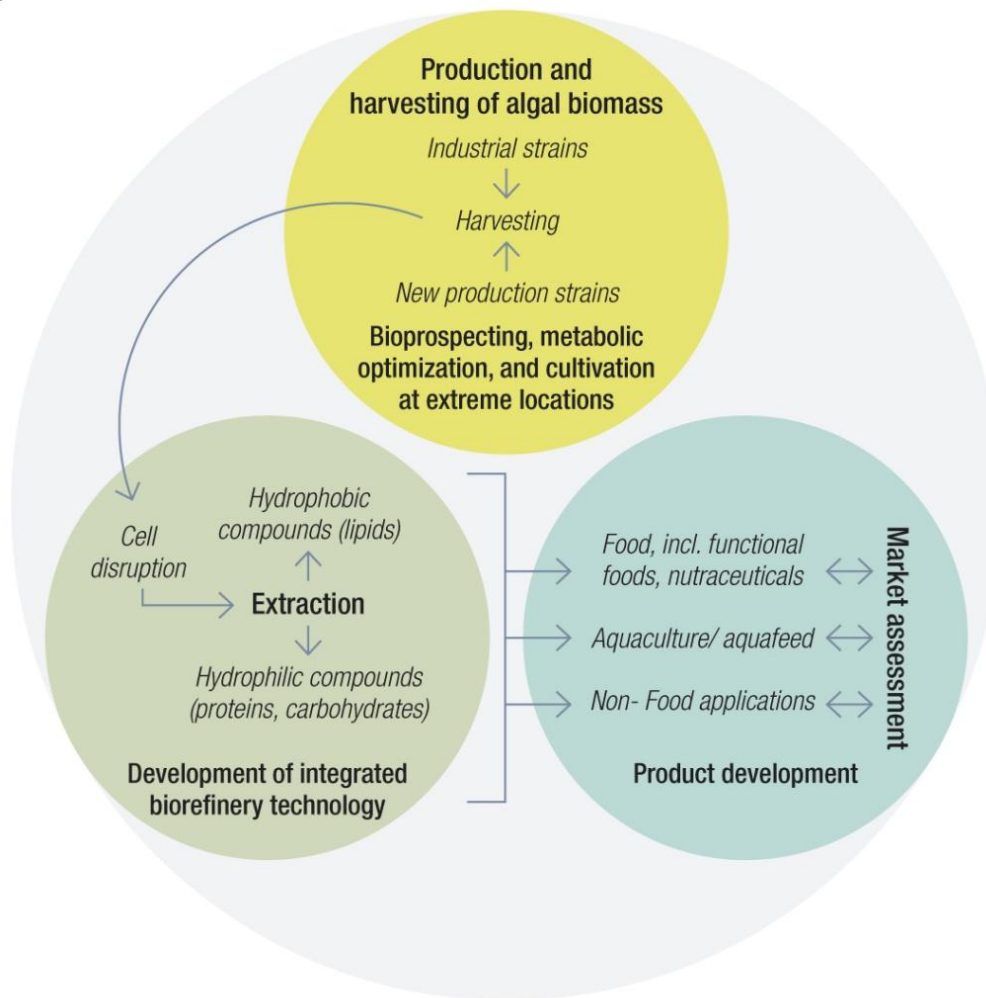 Production and
harvesting of algal biomass
Industrial strains
Harvesting
New production strains
Bioprospecting, metabolic
optimization, and cultivation
at extreme locations
Cell
disruption
Hydrophobic
compounds (lipids)
Extraction
Hydrophilic compounds
(proteins, carbohydrates)
Development of integrated
biorefinery technology
Food, incl. functional
foods, nutraceuticals
Aquaculture/ aquafeed
Non- Food applications
Market assessment
Product development